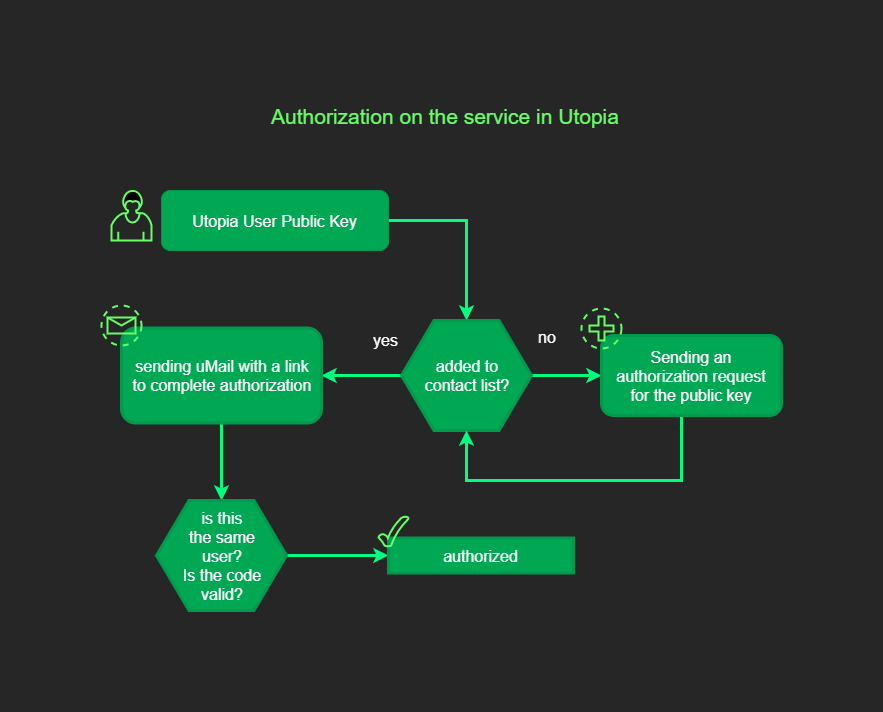 Authorization on the service in Utopia
Utopia User Public Key
yes
no
sending uMail with a link
to complete authorization
added to
contact list?
Sending an
authorization request
for the public key
is this
the same
user?
Is the code
valid?
authorized